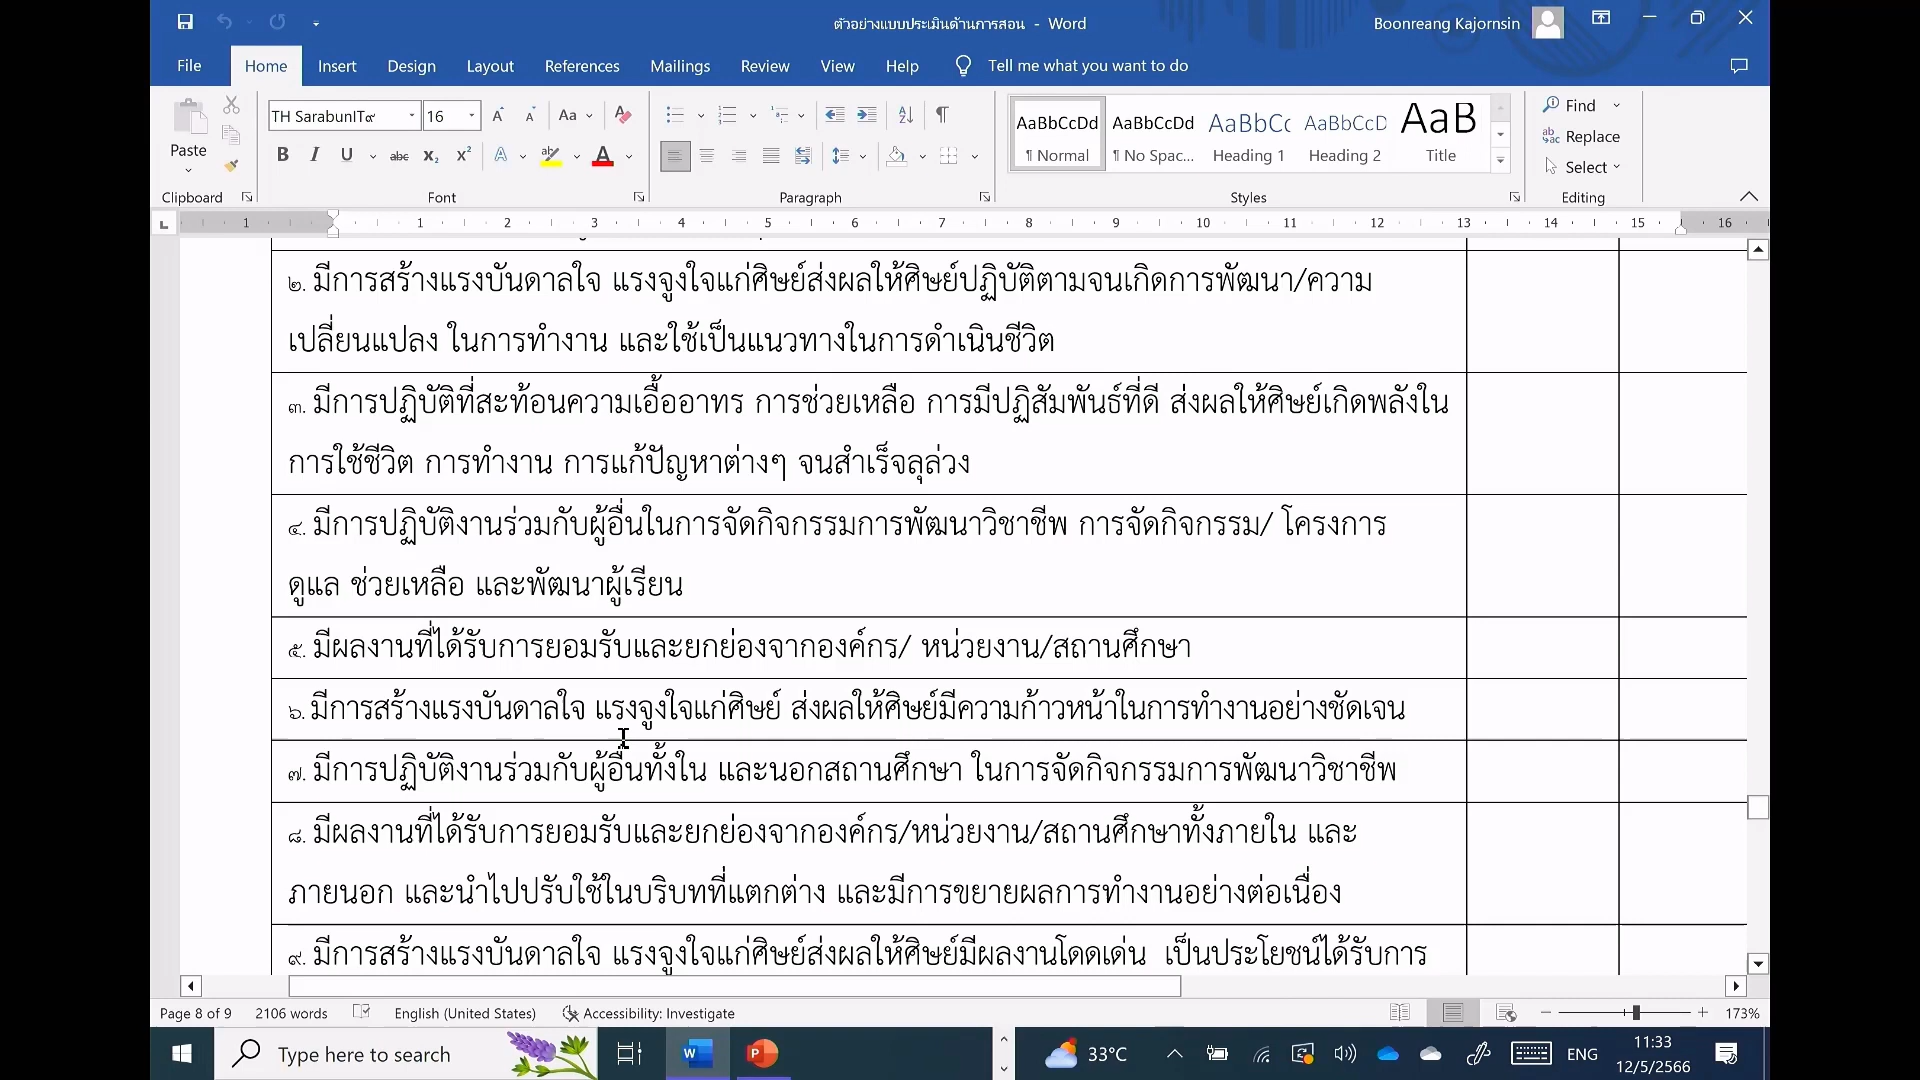 ตัวอย่างแบบประเมินด้านการสอน - Word
Boonreang Kajornsin
File Home Insert Design Layout References Mailings Review View Help Tell me what you want to do
Paste
Clipboard
TH SarabunIT๙ 16
Font
Paragraph
AaBbCcDd AaBbCcDd AaBbCc AaBbCcD AaB
¶ Normal ¶ No Spac... Heading 1 Heading 2 Title
Styles
Find
Replace
Select
Editing
1 1 2 3 4 5 6 7 8 9 10 11 12 13 14 15 16
๒. มีการสร้างแรงบันดาลใจ แรงจูงใจแก่ศิษย์ส่งผลให้ศิษย์ปฏิบัติตามจนเกิดการพัฒนา/ความ
เปลี่ยนแปลง ในการทำงาน และใช้เป็นแนวทางในการดำเนินชีวิต
๓. มีการปฏิบัติที่สะท้อนความเอื้ออาทร การช่วยเหลือ การมีปฏิสัมพันธ์ที่ดี ส่งผลให้ศิษย์เกิดพลังใน
การใช้ชีวิต การทำงาน การแก้ปัญหาต่างๆ จนสำเร็จลุล่วง
๔. มีการปฏิบัติงานร่วมกับผู้อื่นในการจัดกิจกรรมการพัฒนาวิชาชีพ การจัดกิจกรรม/ โครงการ
ดูแล ช่วยเหลือ และพัฒนาผู้เรียน
๕. มีผลงานที่ได้รับการยอมรับและยกย่องจากองค์กร/ หน่วยงาน/สถานศึกษา
๖. มีการสร้างแรงบันดาลใจ แรงจูงใจแก่ศิษย์ ส่งผลให้ศิษย์มีความก้าวหน้าในการทำงานอย่างชัดเจน
๗. มีการปฏิบัติงานร่วมกับผู้อื่นทั้งใน และนอกสถานศึกษา ในการจัดกิจกรรมการพัฒนาวิชาชีพ
๘. มีผลงานที่ได้รับการยอมรับและยกย่องจากองค์กร/หน่วยงาน/สถานศึกษาทั้งภายใน และ
ภายนอก และนำไปปรับใช้ในบริบทที่แตกต่าง และมีการขยายผลการทำงานอย่างต่อเนื่อง
๙. มีการสร้างแรงบันดาลใจ แรงจูงใจแก่ศิษย์ส่งผลให้ศิษย์มีผลงานโดดเด่น เป็นประโยชน์ได้รับการ
Page 8 of 9 2106 words English (United States) Accessibility: Investigate 173%
Type here to search
33°C
ENG
11:33
12/5/2566